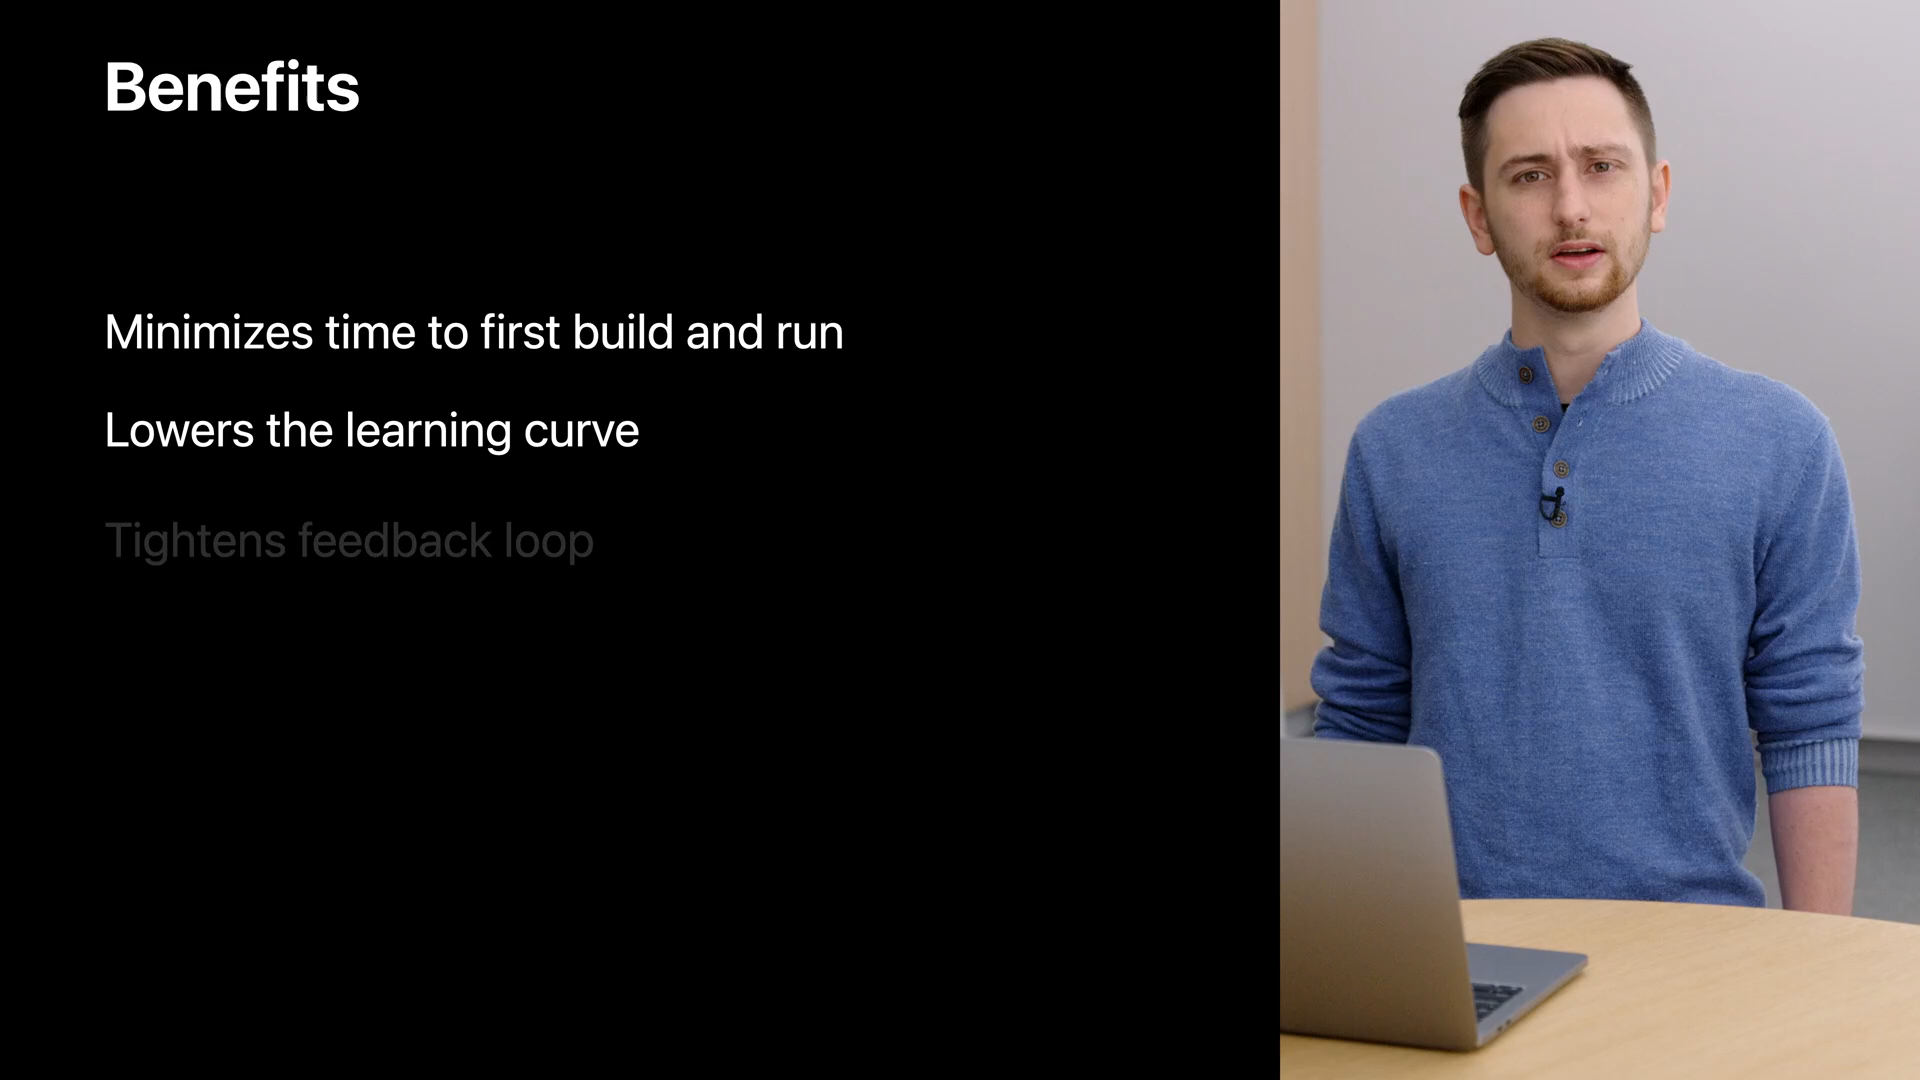 Benefits
Minimizes time to first build and run
Lowers the learning curve
Tightens feedback loop